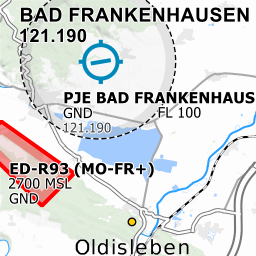 BAD FRANKENHAUSEN
121.190
PJE BAD FRANKENHAUS
GND FL 100
121.190
ED-R93 (MO-FR+)
2700 MSL
GND
Oldisleben